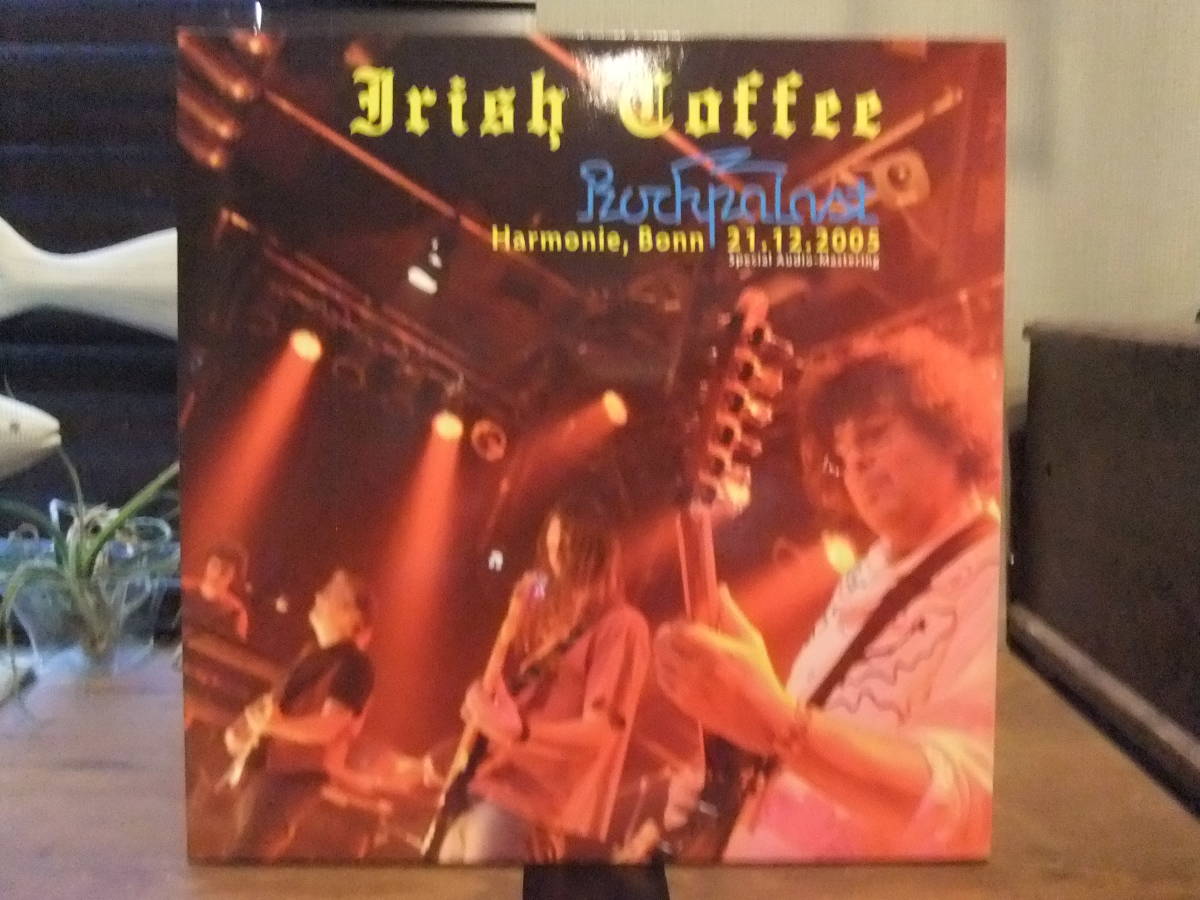 Irish Coffee
Rockpalast
Harmonie, Bonn 21.12.2005
Special Audio-Mastering